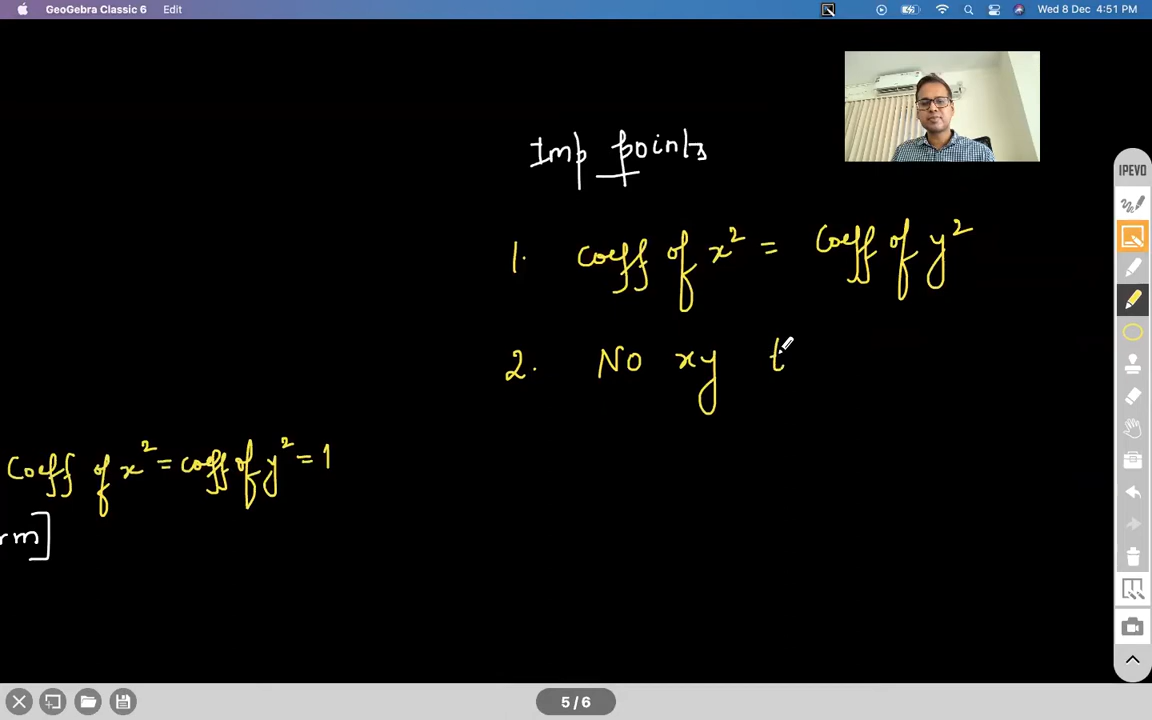 GeoGebra Classic 6 Edit Wed 8 Dec 4:51 PM
Imp points
IPEVO
1. Coeff of x² = Coeff of y²
2. No xy t
Coeff of x² = coeff of y² = 1
rm]
5 / 6